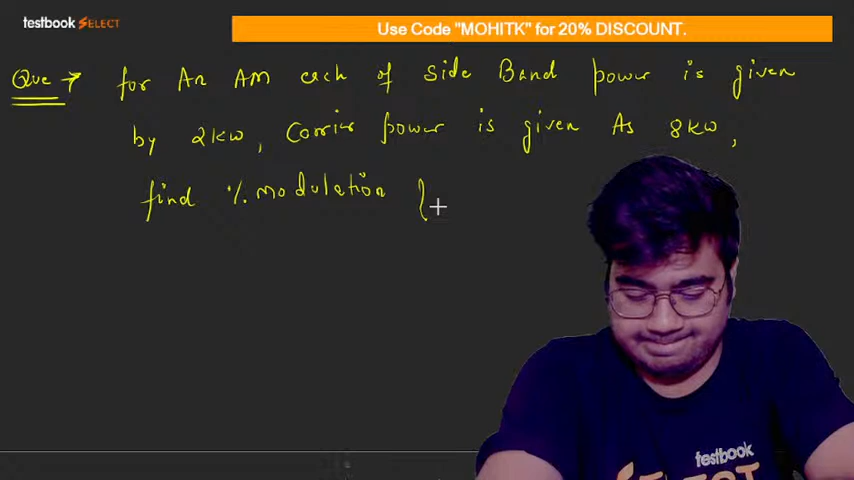 testbook SELECT
Use Code "MOHITK" for 20% DISCOUNT.
Que → for An AM each of Side Band power is given
by 2kw, Carrier power is given As 8kw,
find % modulation {
testbook